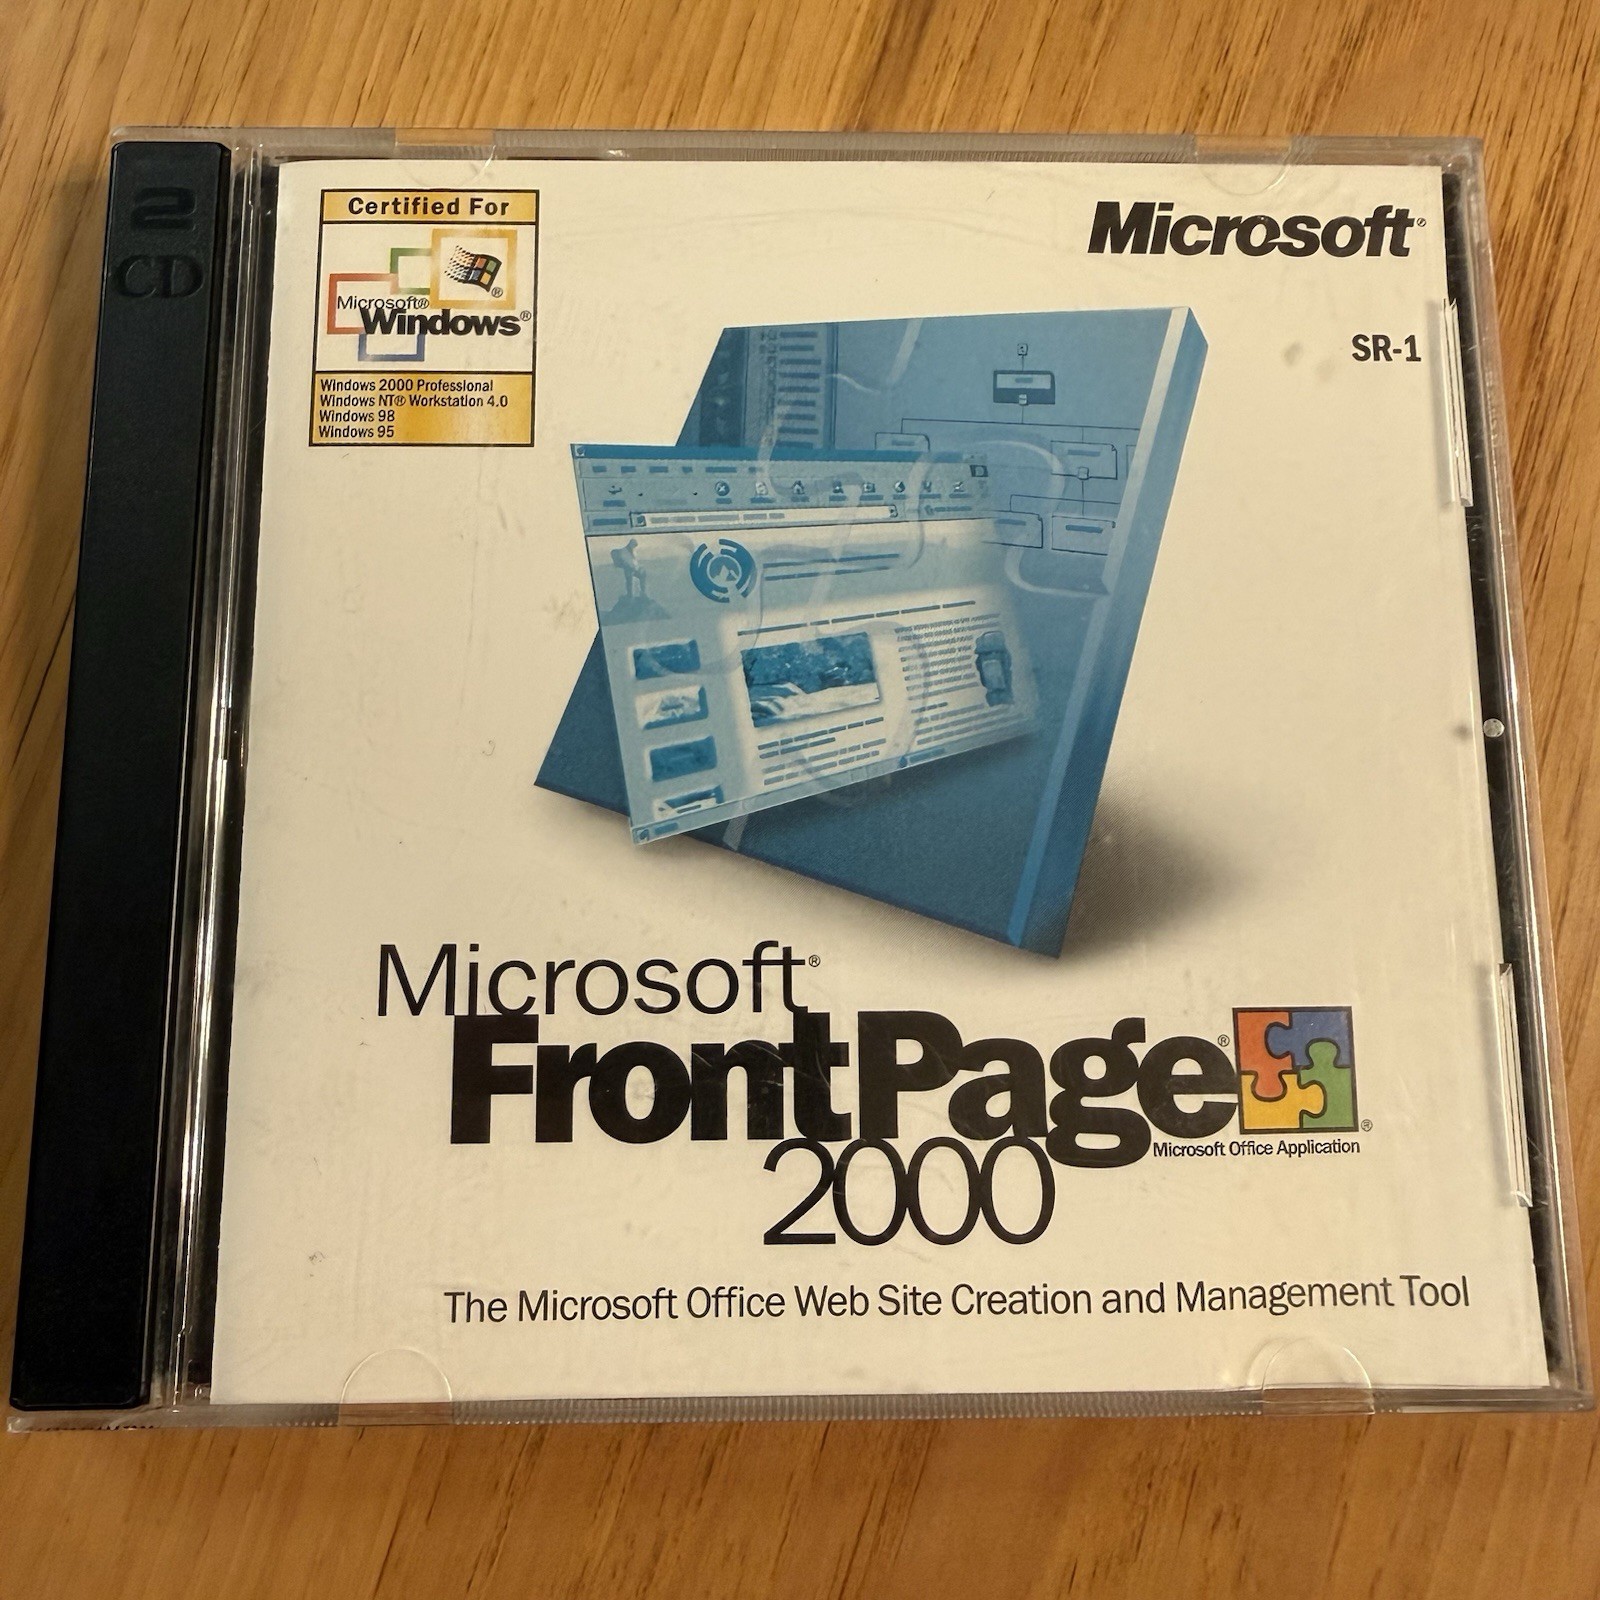 2
CD
Certified For
Microsoft®
Windows®
Windows 2000 Professional
Windows NT® Workstation 4.0
Windows 98
Windows 95
Microsoft®
SR-1
Microsoft®
FrontPage®
2000
Microsoft Office Application
The Microsoft Office Web Site Creation and Management Tool